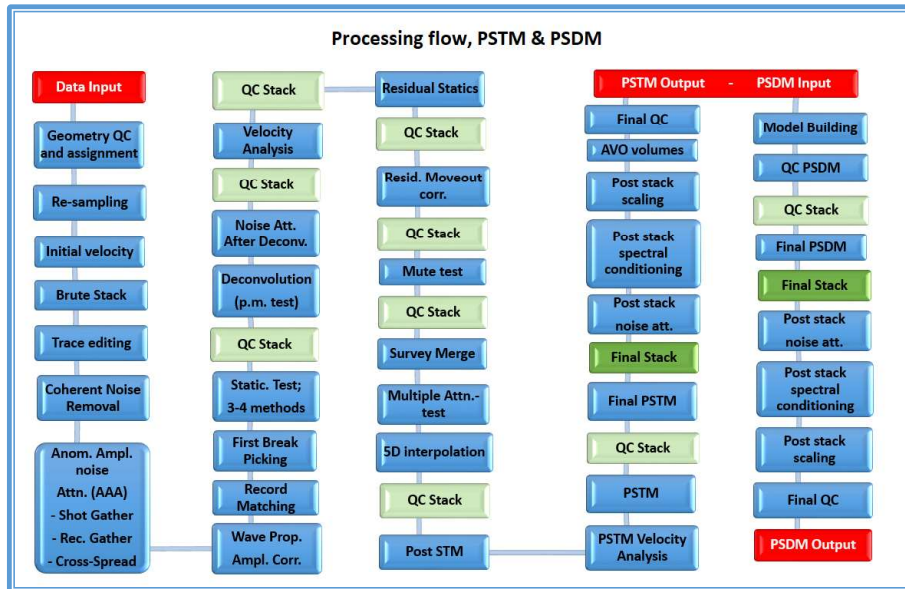 Processing flow, PSTM & PSDM
Data Input
Geometry QC
and assignment
Re-sampling
Initial velocity
Brute Stack
Trace editing
Coherent Noise
Removal
Anom. Ampl.
noise
Attn. (AAA)
- Shot Gather
- Rec. Gather
- Cross-Spread
QC Stack
Velocity
Analysis
QC Stack
Noise Att.
After Deconv.
Deconvolution
(p.m. test)
QC Stack
Static. Test;
3-4 methods
First Break
Picking
Record
Matching
Wave Prop.
Ampl. Corr.
Residual Statics
QC Stack
Resid. Moveout
corr.
QC Stack
Mute test
QC Stack
Survey Merge
Multiple Attn.-
test
5D interpolation
QC Stack
Post STM
PSTM Output - PSDM Input
Final QC
AVO volumes
Post stack
scaling
Post stack
spectral
conditioning
Post stack
noise att.
Final Stack
Final PSTM
QC Stack
PSTM
PSTM Velocity
Analysis
Model Building
QC PSDM
QC Stack
Final PSDM
Final Stack
Post stack
noise att.
Post stack
spectral
conditioning
Post stack
scaling
Final QC
PSDM Output